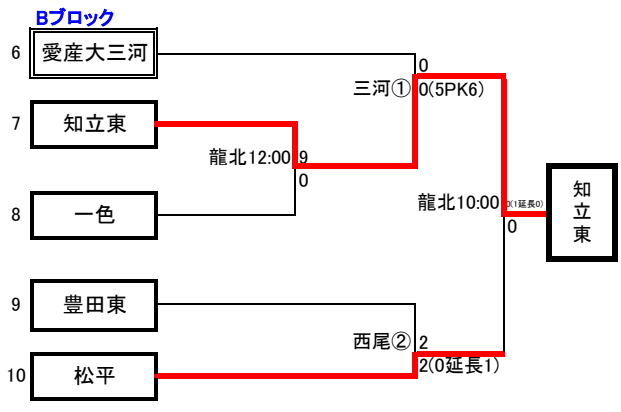 Bブロック
6 愛産大三河
0
三河① 0(5PK6)
7 知立東
龍北12:00 9
0
8 一色
龍北10:00 0(1延長0)
0
知立東
9 豊田東
西尾② 2
2(0延長1)
10 松平